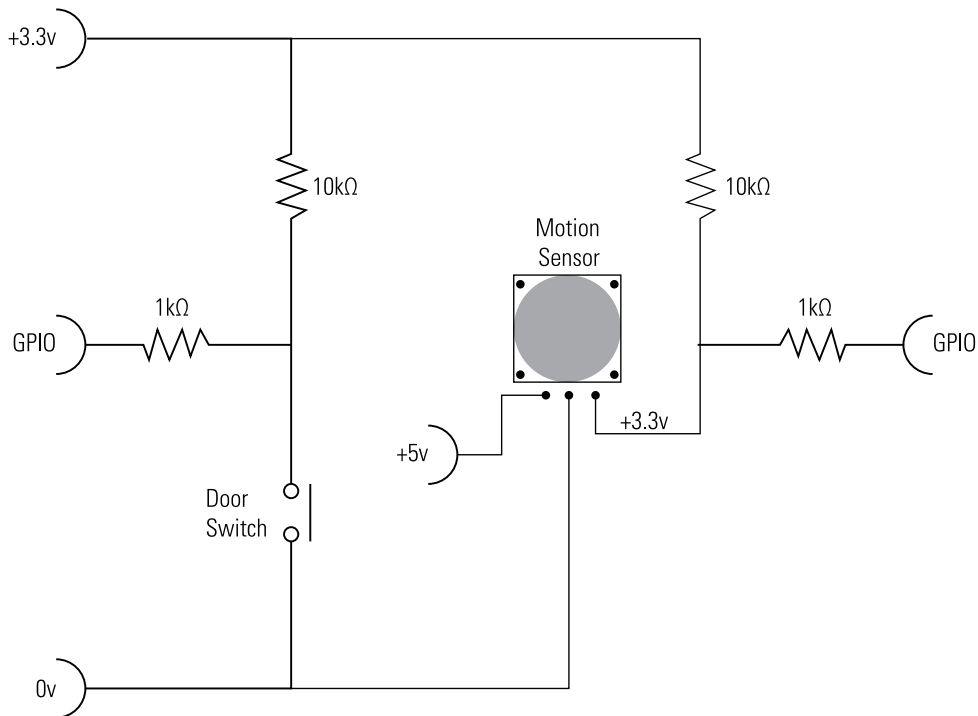 +3.3v
10kΩ
10kΩ
Motion
Sensor
1kΩ
1kΩ
GPIO
GPIO
+3.3v
+5v
Door
Switch
0v